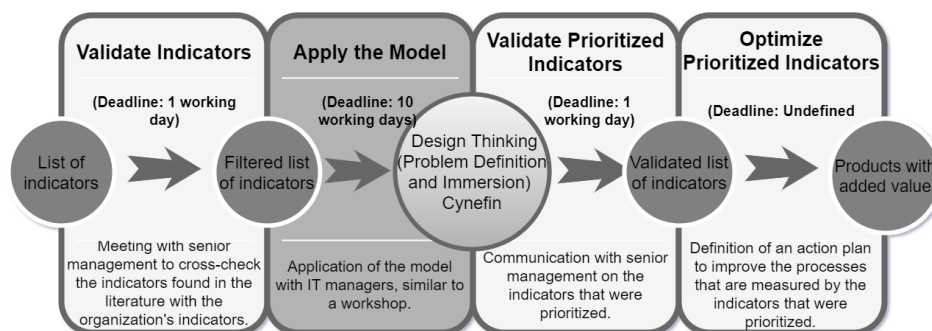 Validate Indicators
(Deadline: 1 working
day)
List of
indicators
Meeting with senior
management to cross-check
the indicators found in the
literature with the
organization's indicators.
Apply the Model
(Deadline: 10
working days)
Filtered list
of indicators
Design Thinking
(Problem Definition
and Immersion)
Cynefin
Application of the model
with IT managers, similar to
a workshop.
Validate Prioritized
Indicators
(Deadline: 1
working day)
Validated list
of indicators
Communication with senior
management on the
indicators that were
prioritized.
Optimize
Prioritized Indicators
(Deadline: Undefined
Products with
added value
Definition of an action plan
to improve the processes
that are measured by the
indicators that were
prioritized.